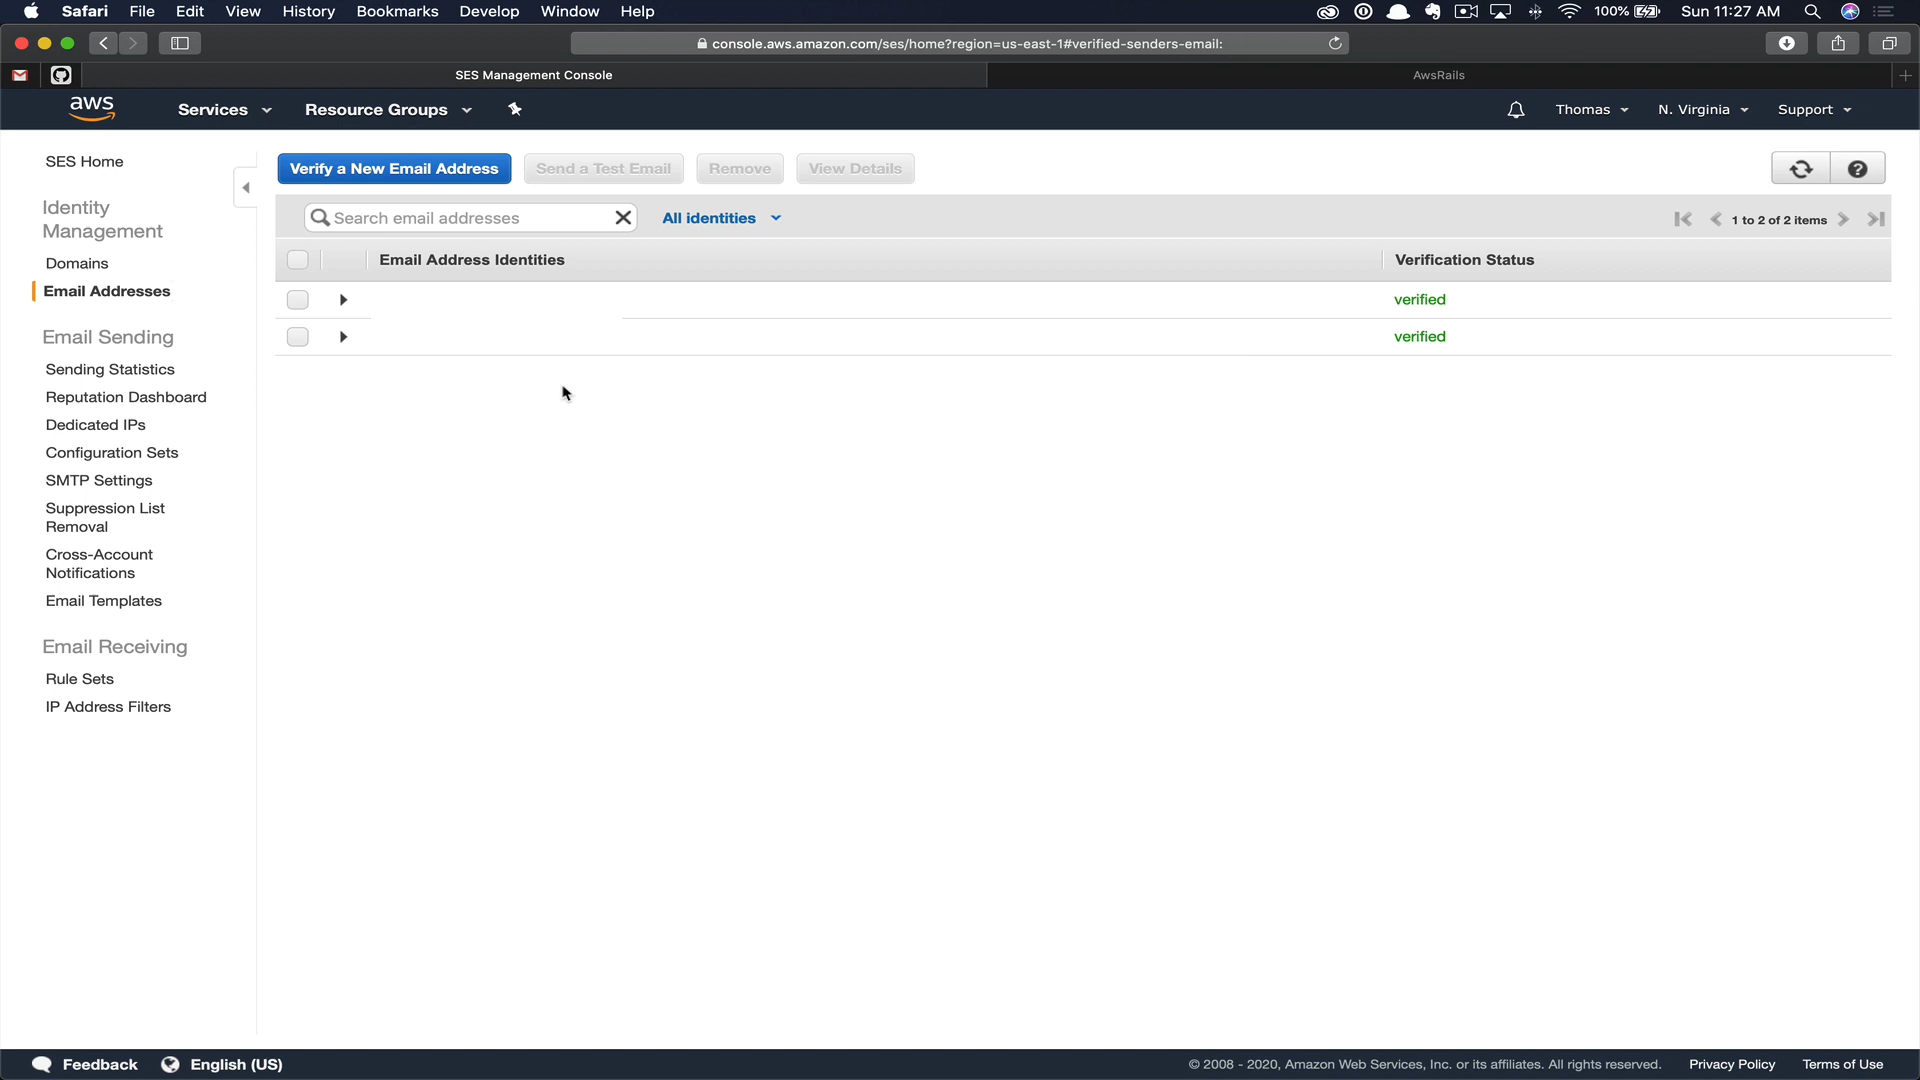 Safari File Edit View History Bookmarks Develop Window Help 100% Sun 11:27 AM
console.aws.amazon.com/ses/home?region=us-east-1#verified-senders-email:
SES Management Console AwsRails
aws Services Resource Groups Thomas N. Virginia Support
SES Home
Identity
Management
Domains
Email Addresses
Email Sending
Sending Statistics
Reputation Dashboard
Dedicated IPs
Configuration Sets
SMTP Settings
Suppression List
Removal
Cross-Account
Notifications
Email Templates
Email Receiving
Rule Sets
IP Address Filters
Verify a New Email Address Send a Test Email Remove View Details
Search email addresses All identities 1 to 2 of 2 items
Email Address Identities Verification Status
verified
verified
Feedback English (US) © 2008 - 2020, Amazon Web Services, Inc. or its affiliates. All rights reserved. Privacy Policy Terms of Use